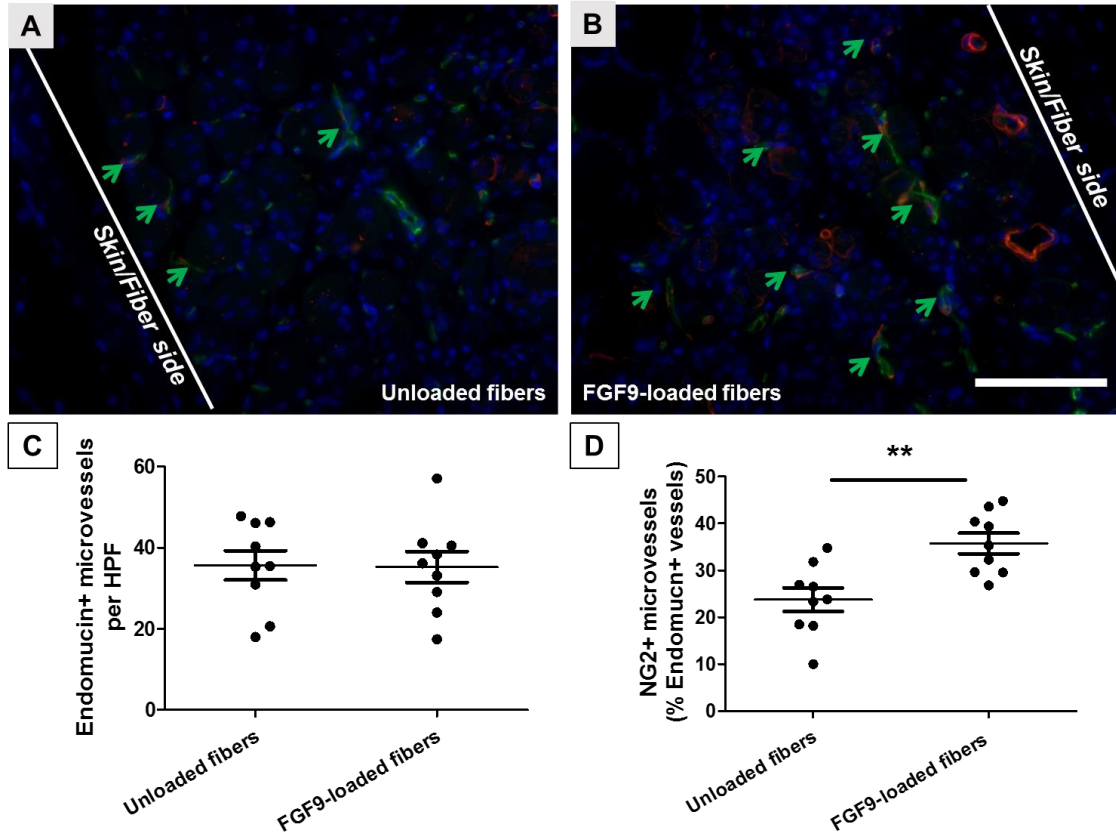 A
Skin/Fiber side
Unloaded fibers
B
Skin/Fiber side
FGF9-loaded fibers
C
Endomucin+ microvessels
per HPF
60
40
20
0
Unloaded fibers
FGF9-loaded fibers
D
**
NG2+ microvessels
(% Endomucn+ vessels)
50
40
30
20
10
0
Unloaded fibers
FGF9-loaded fibers